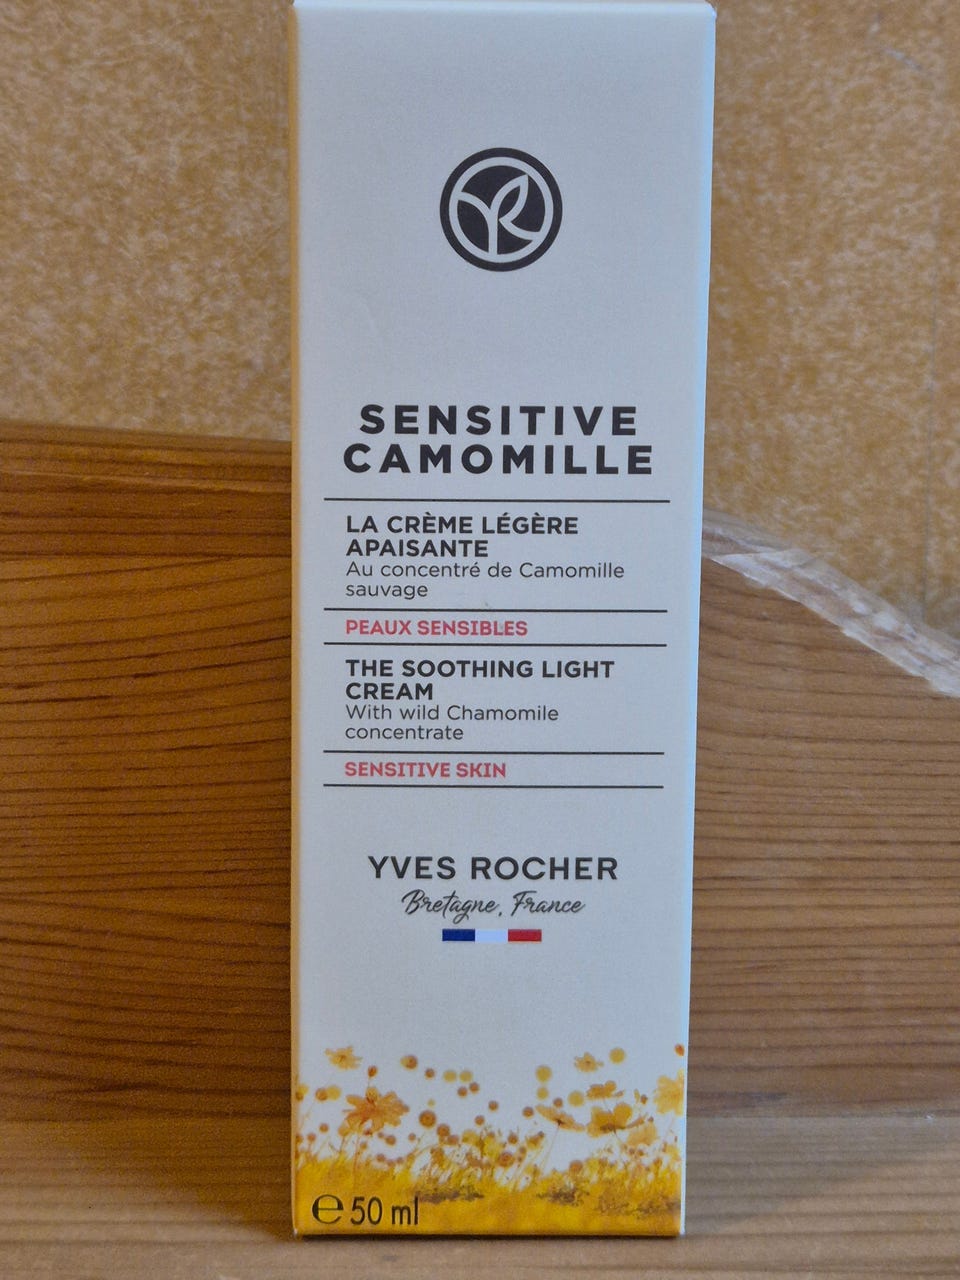 SENSITIVE
CAMOMILLE
LA CRÈME LÉGÈRE
APAISANTE
Au concentré de Camomille
sauvage
PEAUX SENSIBLES
THE SOOTHING LIGHT
CREAM
With wild Chamomile
concentrate
SENSITIVE SKIN
YVES ROCHER
Bretagne, France
℮ 50 ml